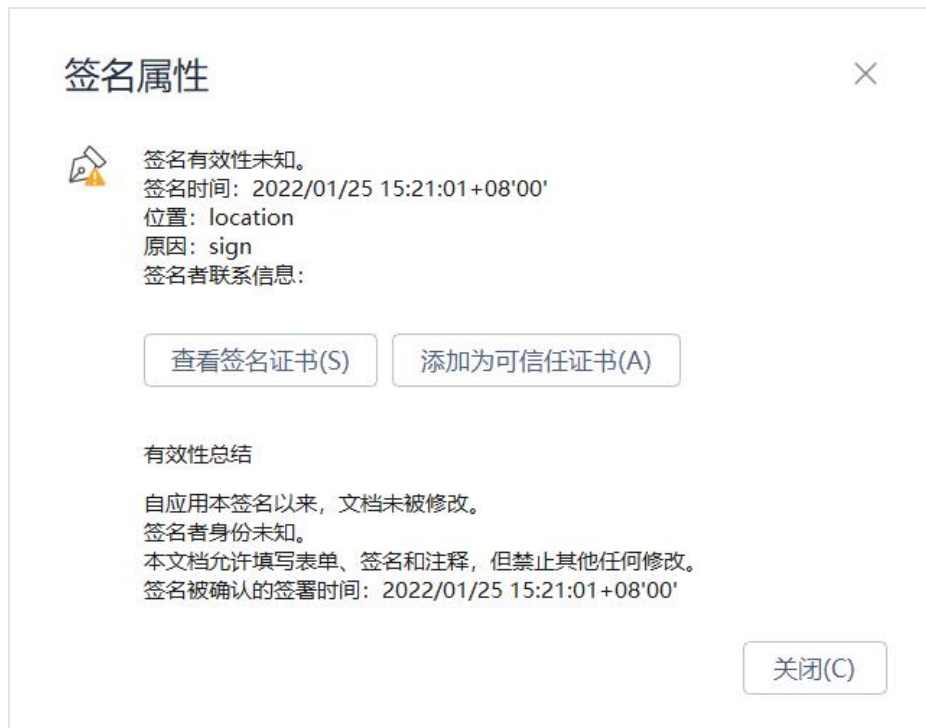 签名属性
签名有效性未知。
签名时间：2022/01/25 15:21:01+08'00'
位置：location
原因：sign
签名者联系信息：
查看签名证书(S)
添加为可信任证书(A)
有效性总结
自应用本签名以来，文档未被修改。
签名者身份未知。
本文档允许填写表单、签名和注释，但禁止其他任何修改。
签名被确认的签署时间：2022/01/25 15:21:01+08'00'
关闭(C)